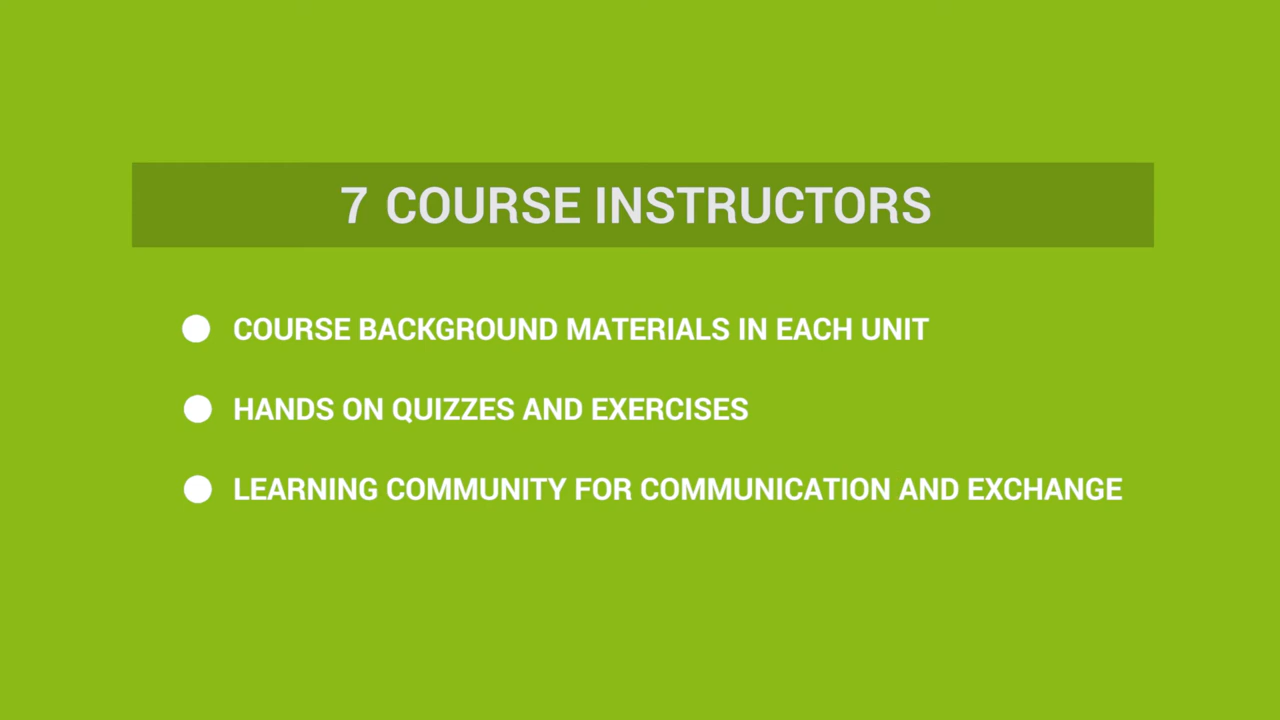 7 COURSE INSTRUCTORS
COURSE BACKGROUND MATERIALS IN EACH UNIT
HANDS ON QUIZZES AND EXERCISES
LEARNING COMMUNITY FOR COMMUNICATION AND EXCHANGE